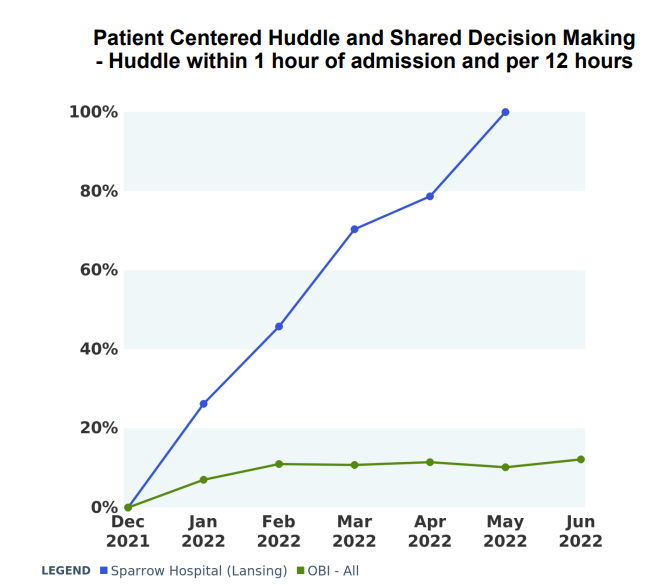 Patient Centered Huddle and Shared Decision Making
- Huddle within 1 hour of admission and per 12 hours
100%
80%
60%
40%
20%
0%
Dec 2021
Jan 2022
Feb 2022
Mar 2022
Apr 2022
May 2022
Jun 2022
LEGEND Sparrow Hospital (Lansing) OBI - All